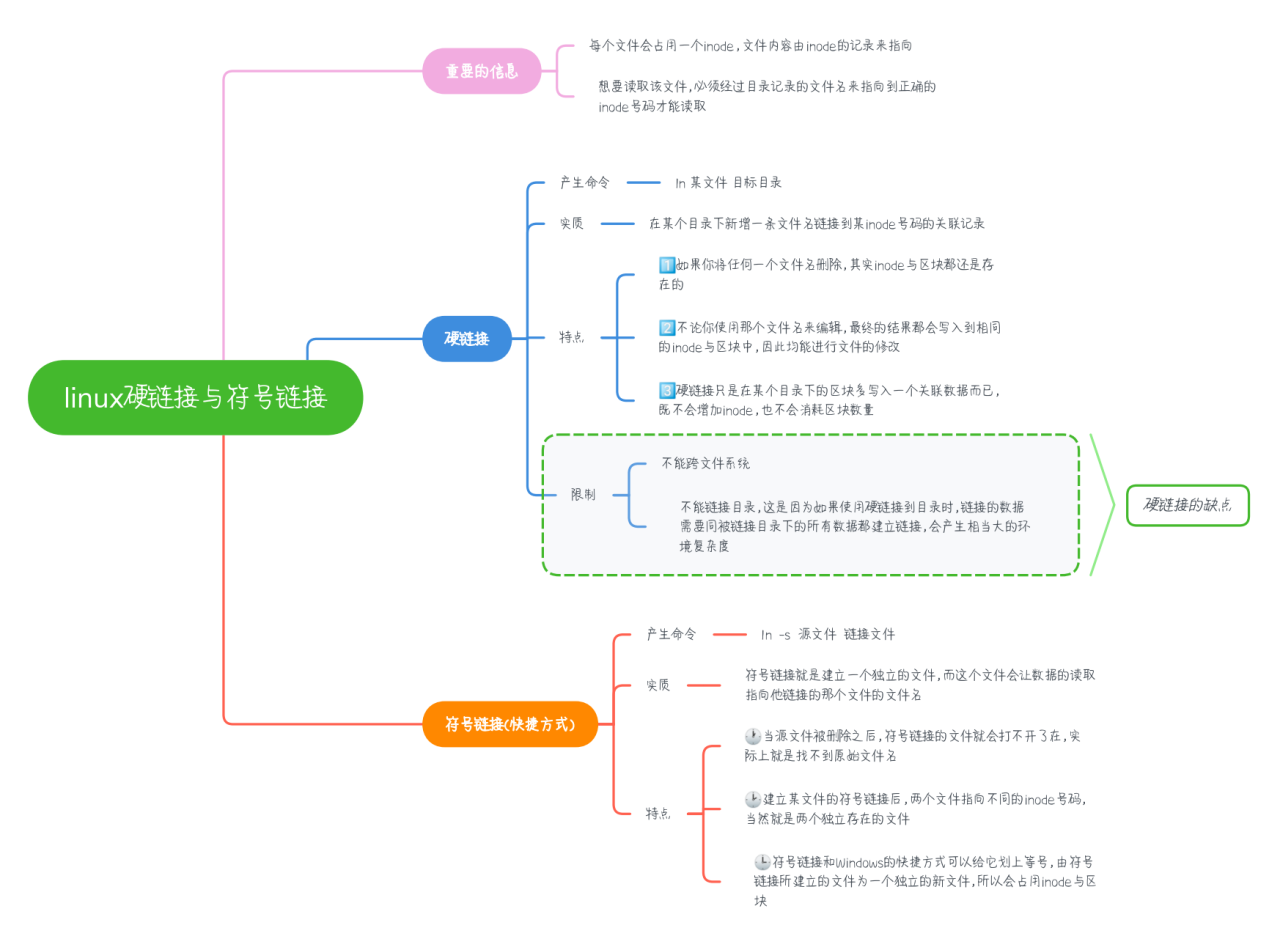 linux硬链接与符号链接
重要的信息
每个文件会占用一个inode,文件内容由inode的记录来指向
想要读取该文件,必须经过目录记录的文件名来指向到正确的
inode号码才能读取
硬链接
产生命令
ln 某文件 目标目录
实质
在某个目录下新增一条文件名链接到某inode号码的关联记录
特点
1️⃣如果你将任何一个文件名删除,其实inode与区块都还是存
在的
2️⃣不论你使用那个文件名来编辑,最终的结果都会写入到相同
的inode与区块中,因此均能进行文件的修改
3️⃣硬链接只是在某个目录下的区块多写入一个关联数据而已,
既不会增加inode,也不会消耗区块数量
限制
不能跨文件系统
不能链接目录,这是因为如果使用硬链接到目录时,链接的数据
需要同被链接目录下的所有数据都建立链接,会产生相当大的环
境复杂度
硬链接的缺点
符号链接(快捷方式)
产生命令
ln -s 源文件 链接文件
实质
符号链接就是建立一个独立的文件,而这个文件会让数据的读取
指向他链接的那个文件的文件名
特点
🕐当源文件被删除之后,符号链接的文件就会打不开了在,实
际上就是找不到原始文件名
🕑建立某文件的符号链接后,两个文件指向不同的inode号码,
当然就是两个独立存在的文件
🕒符号链接和Windows的快捷方式可以给它划上等号,由符号
链接所建立的文件为一个独立的新文件,所以会占用inode与区
块